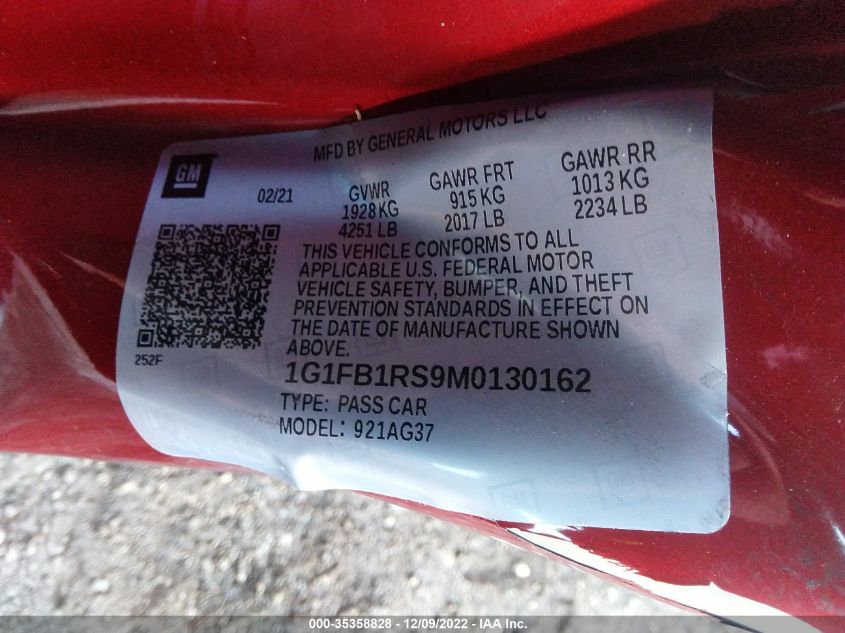 MFD BY GENERAL MOTORS LLC
GM
02/21
GVWR GAWR FRT GAWR RR
1928 KG 915 KG 1013 KG
4251 LB 2017 LB 2234 LB
THIS VEHICLE CONFORMS TO ALL
APPLICABLE U.S. FEDERAL MOTOR
VEHICLE SAFETY, BUMPER, AND THEFT
PREVENTION STANDARDS IN EFFECT ON
THE DATE OF MANUFACTURE SHOWN
ABOVE.
252F
1G1FB1RS9M0130162
TYPE: PASS CAR
MODEL: 921AG37
GM
GM
000-35358828 - 12/09/2022 - IAA Inc.